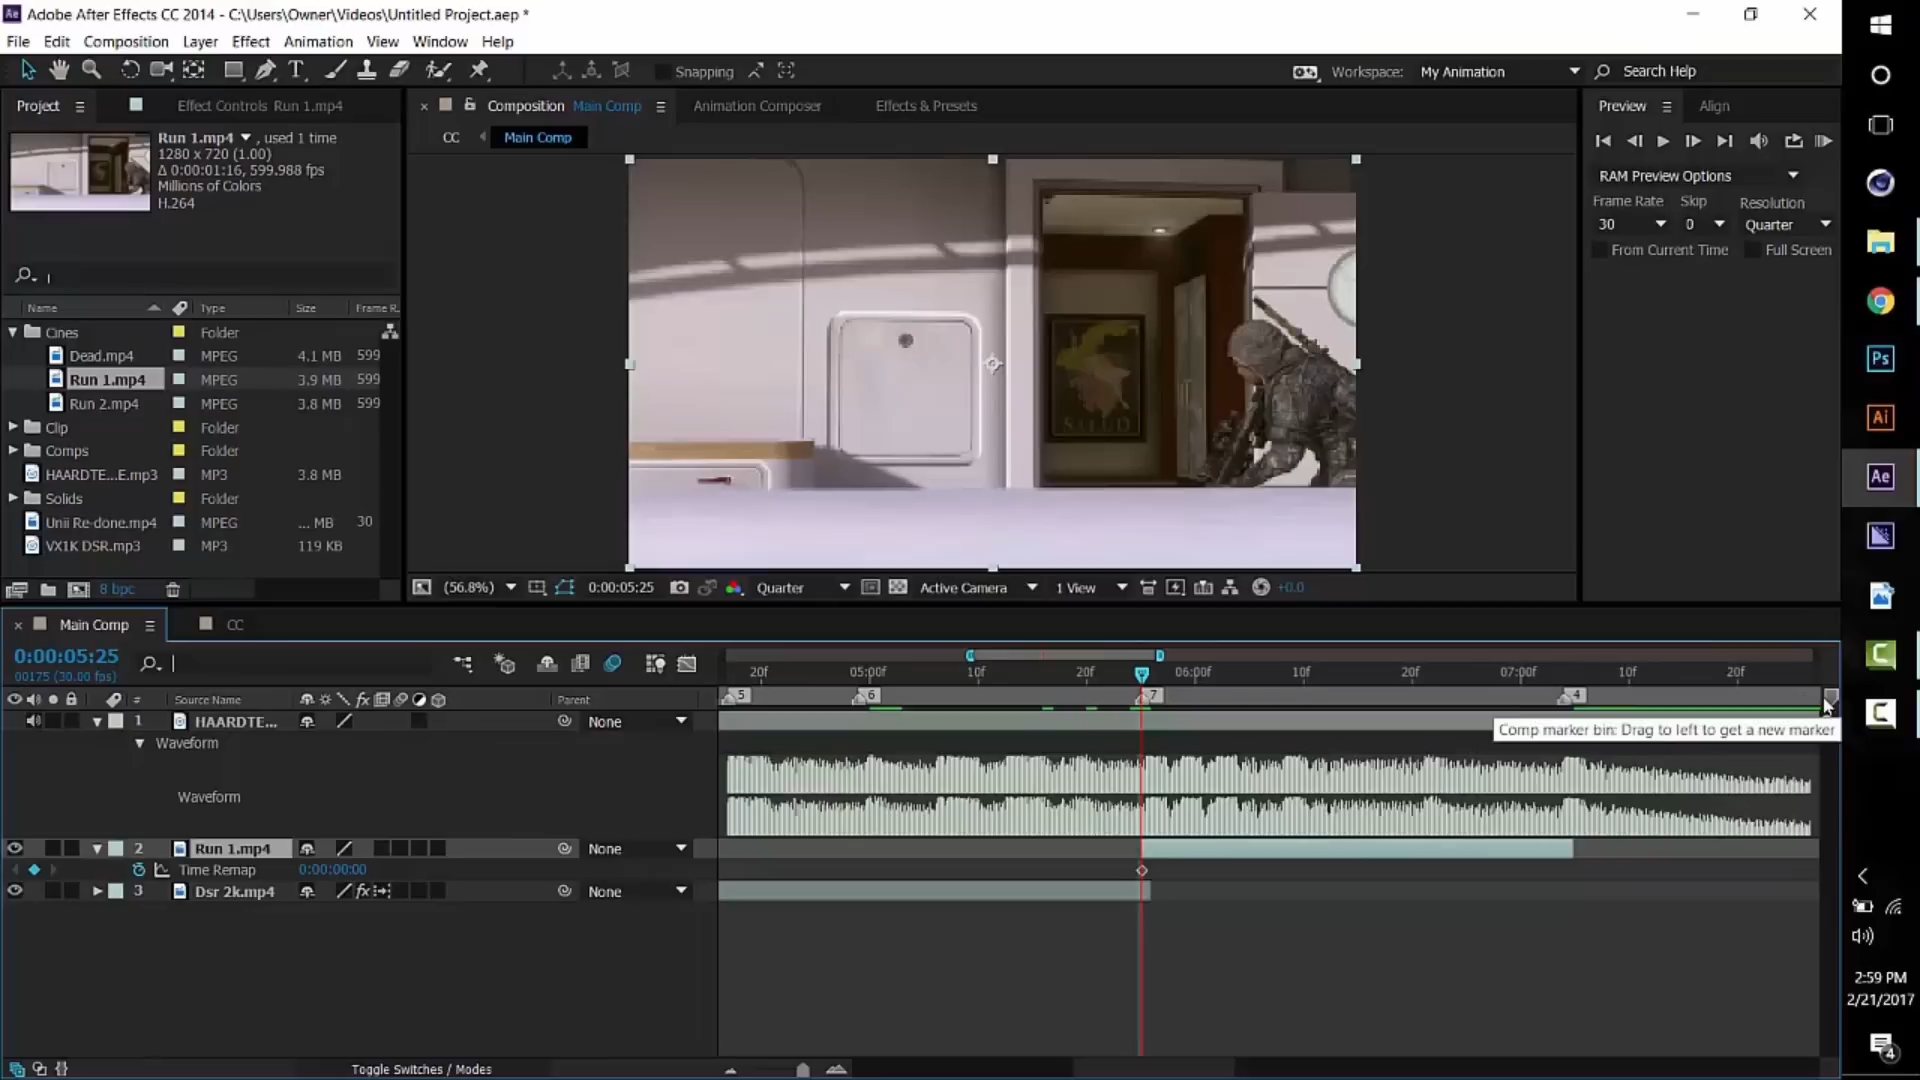 Ae Adobe After Effects CC 2014 - C:\Users\Owner\Videos\Untitled Project.aep *
File Edit Composition Layer Effect Animation View Window Help
T Snapping Workspace: My Animation Search Help
Project Effect Controls Run 1.mp4
Run 1.mp4 , used 1 time
1280 x 720 (1.00)
Δ 0:00:01:16, 599.988 fps
Millions of Colors
H.264
Name Type Size Frame R..
Cines Folder
Dead.mp4 MPEG 4.1 MB 599
Run 1.mp4 MPEG 3.9 MB 599
Run 2.mp4 MPEG 3.8 MB 599
Clip Folder
Comps Folder
HAARDTE...E.mp3 MP3 3.8 MB
Solids Folder
Unii Re-done.mp4 MPEG ... MB 30
VX1K DSR.mp3 MP3 119 KB
8 bpc
Composition Main Comp Animation Composer Effects & Presets
CC Main Comp
SALUD
(56.8%) 0:00:05:25 Quarter Active Camera 1 View +0.0
Preview Align
RAM Preview Options
Frame Rate Skip Resolution
30 0 Quarter
From Current Time Full Screen
Main Comp CC
0:00:05:25
00175 (30.00 fps)
20f 05:00f 10f 20f 06:00f 10f 20f 07:00f 10f 20f
# Source Name fx Parent
5 6 7 4
1 HAARDTE... None
Comp marker bin: Drag to left to get a new marker
Waveform
Waveform
2 Run 1.mp4 None
Time Remap 0:00:00:00
3 Dsr 2k.mp4 fx None
Toggle Switches / Modes
Ps
Ai
Ae
C
C
2:59 PM
2/21/2017
4